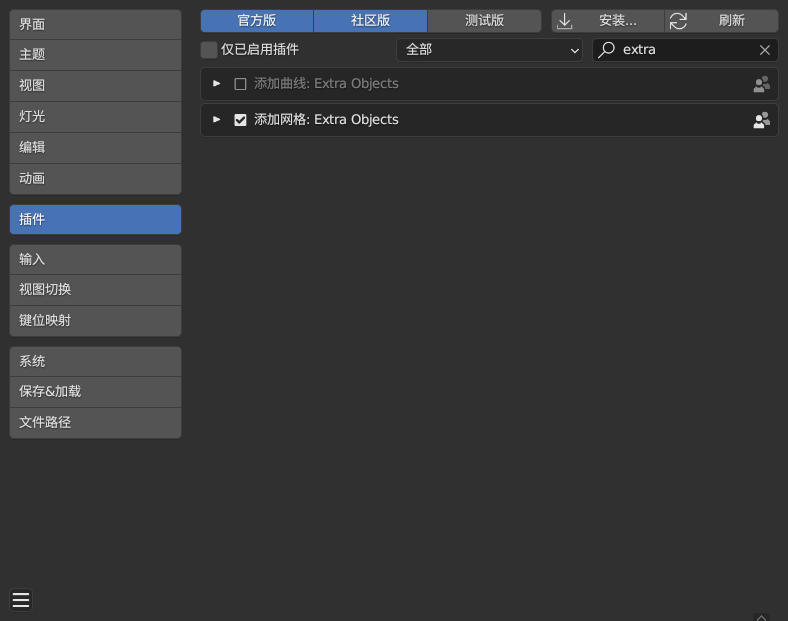 界面
主题
视图
灯光
编辑
动画
插件
输入
视图切换
键位映射
系统
保存&加载
文件路径
官方版 社区版 测试版 安装... 刷新
仅已启用插件 全部 extra
添加曲线: Extra Objects
添加网格: Extra Objects